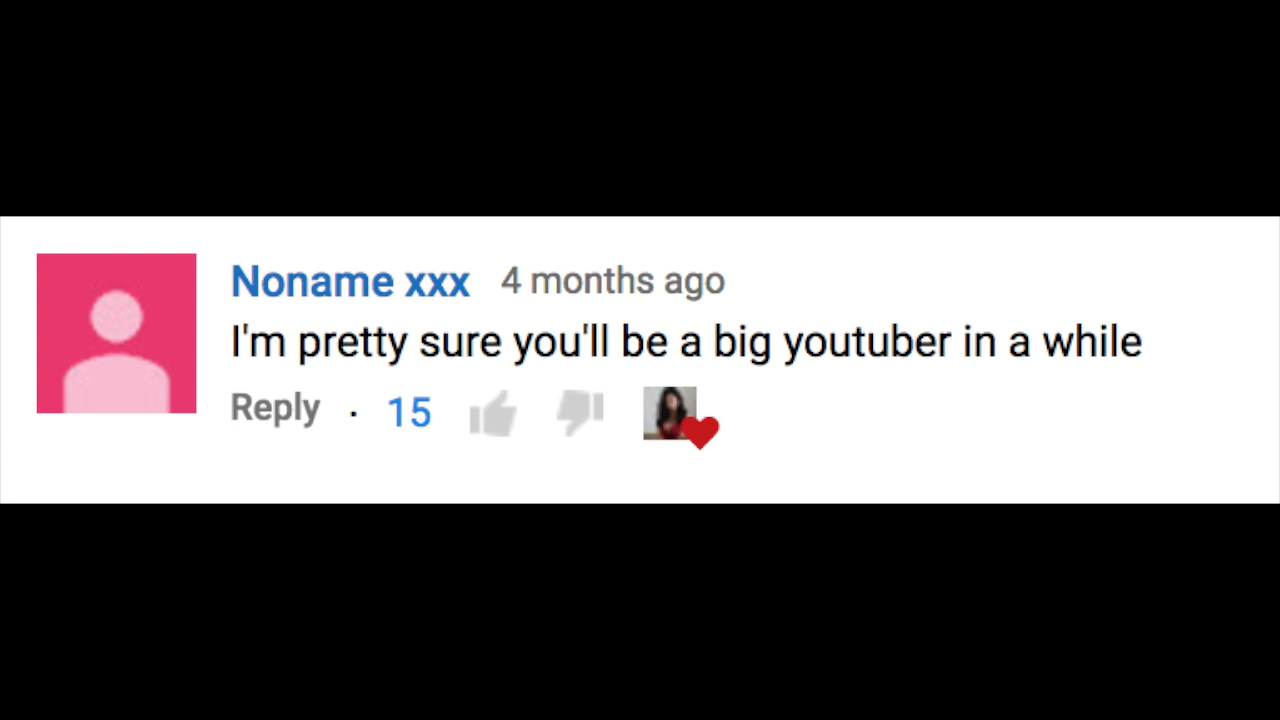 Noname xxx 4 months ago
I'm pretty sure you'll be a big youtuber in a while
Reply · 15